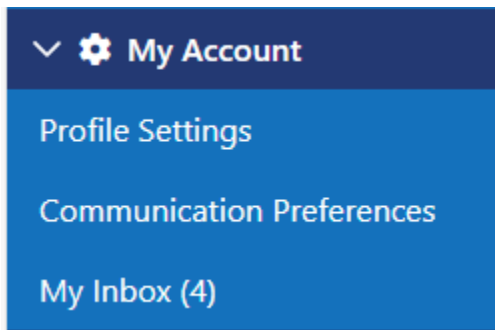 My Account
Profile Settings
Communication Preferences
My Inbox (4)